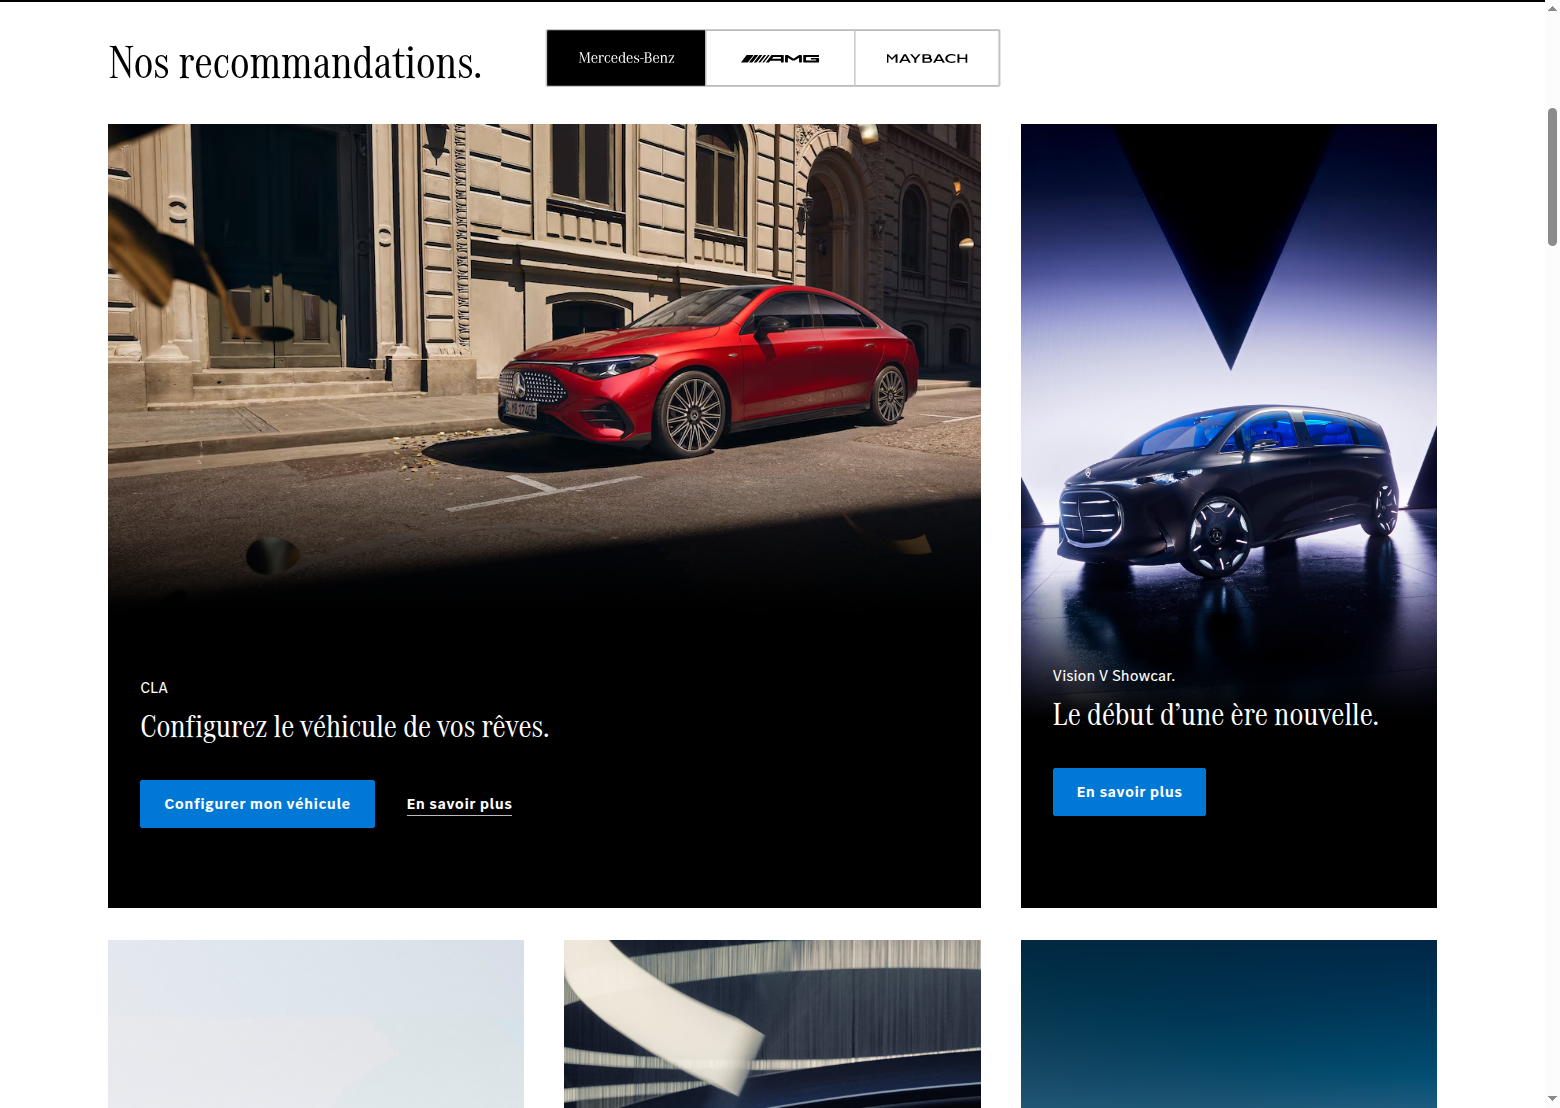 Nos recommandations.
Mercedes-Benz
AMG
MAYBACH
CLA
Configurez le véhicule de vos rêves.
Configurer mon véhicule
En savoir plus
Vision V Showcar.
Le début d’une ère nouvelle.
En savoir plus